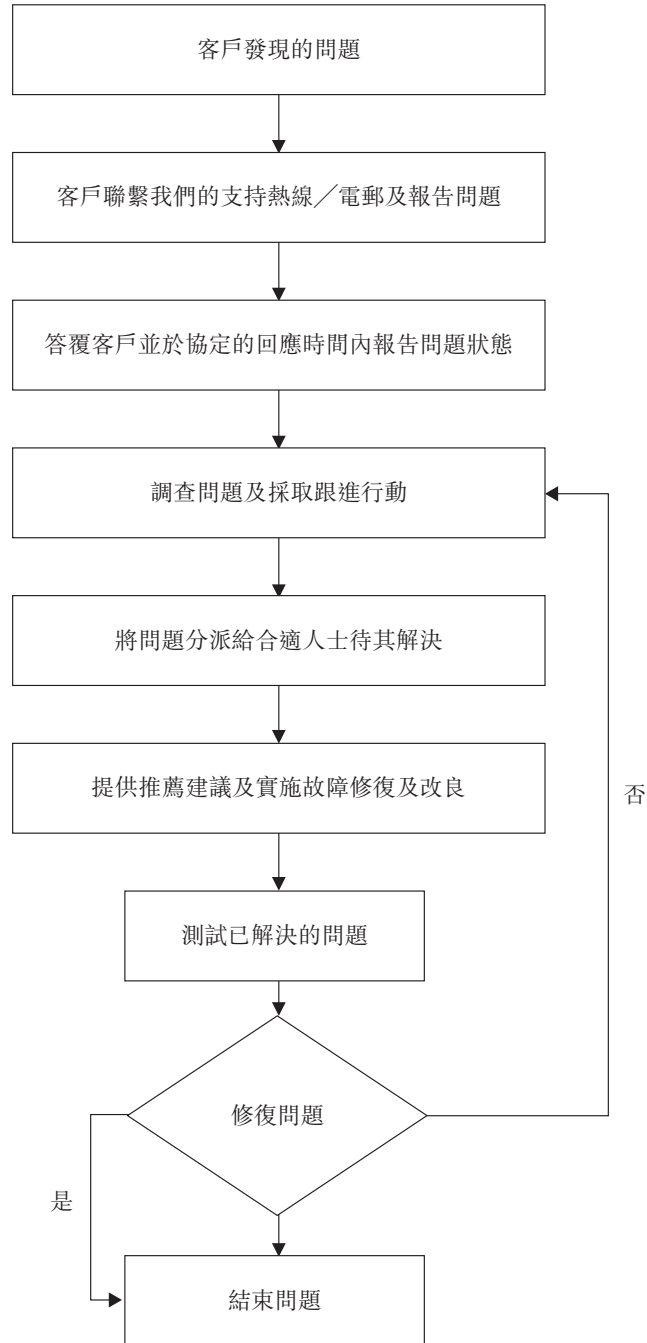 客戶發現的問題
客戶聯繫我們的支持熱線／電郵及報告問題
答覆客戶並於協定的回應時間內報告問題狀態
調查問題及採取跟進行動
將問題分派給合適人士待其解決
提供推薦建議及實施故障修復及改良
否
測試已解決的問題
修復問題
是
結束問題